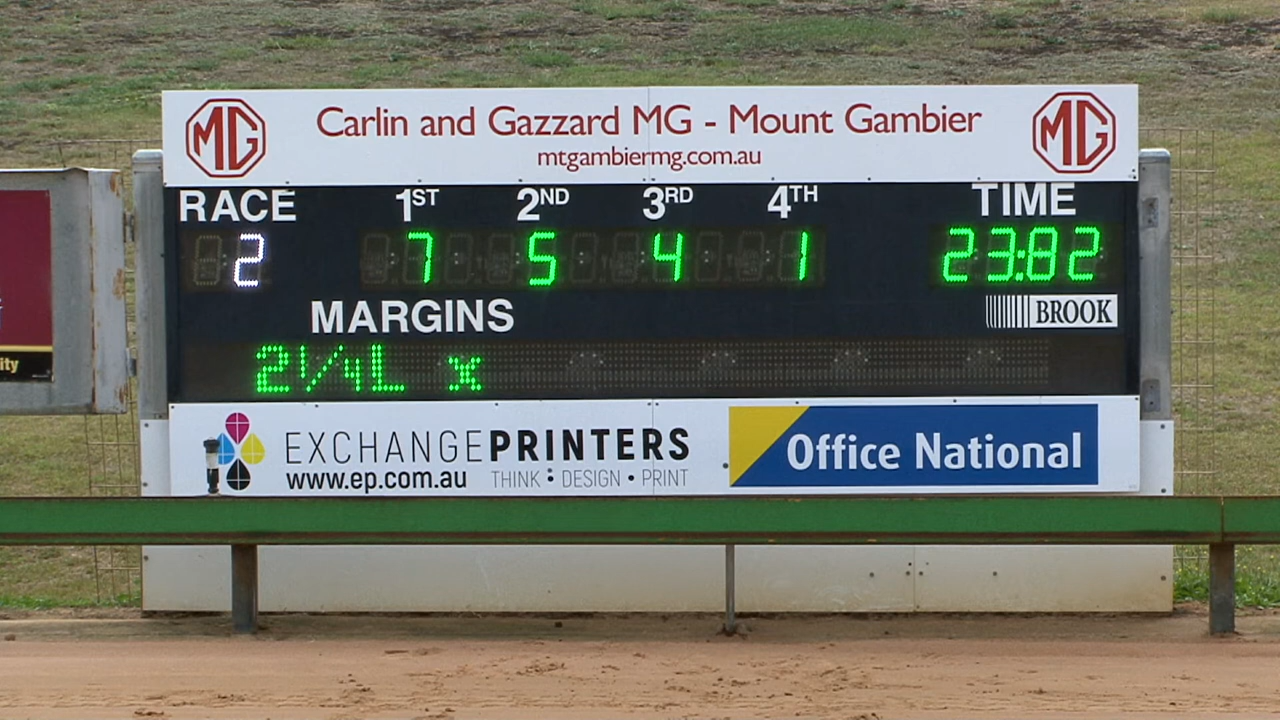 MG Carlin and Gazzard MG - Mount Gambier MG
mtgambiermg.com.au
RACE 1ST 2ND 3RD 4TH TIME
2 7 5 4 1 23:82
MARGINS BROOK
2¼L x
ity
EXCHANGEPRINTERS Office National
www.ep.com.au THINK : DESIGN • PRINT